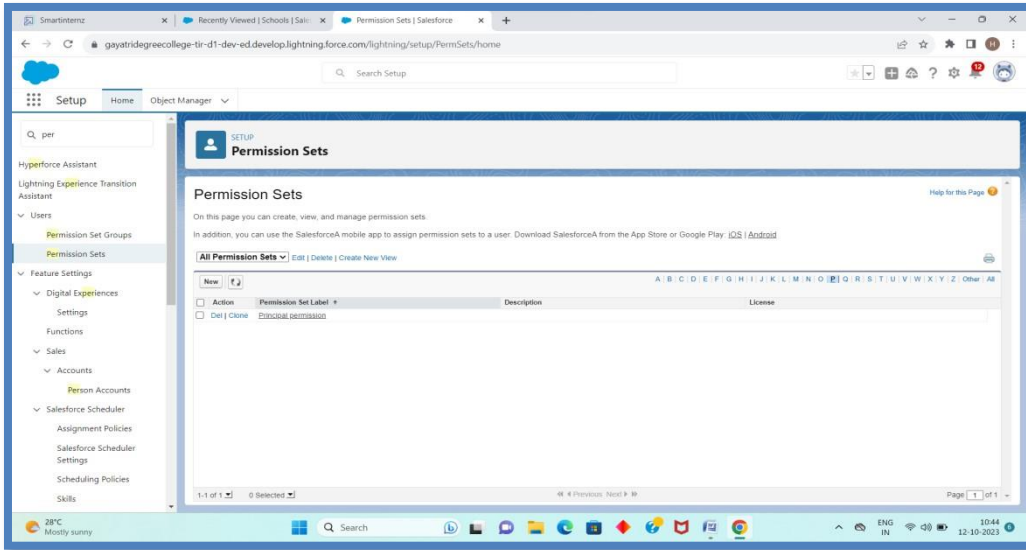 Smartinternz
Recently Viewed | Schools | Sale
Permission Sets | Salesforce
gayatridegreecollege-tir-d1-dev-ed.develop.lightning.force.com/lightning/setup/PermSets/home
H
Search Setup
12
Setup Home Object Manager
per
SETUP
Permission Sets
Hyperforce Assistant
Lightning Experience Transition
Assistant
Users
Permission Set Groups
Permission Sets
Feature Settings
Digital Experiences
Settings
Functions
Sales
Accounts
Person Accounts
Salesforce Scheduler
Assignment Policies
Salesforce Scheduler
Settings
Scheduling Policies
Skills
Permission Sets
Help for this Page
On this page you can create, view, and manage permission sets.
In addition, you can use the SalesforceA mobile app to assign permission sets to a user. Download SalesforceA from the App Store or Google Play: iOS | Android
All Permission Sets Edit | Delete | Create New View
New
A | B | C | D | E | F | G | H | I | J | K | L | M | N | O | P | Q | R | S | T | U | V | W | X | Y | Z | Other | All
Action Permission Set Label Description License
Del | Clone Principal permission
1-1 of 1 0 Selected Previous Next Page 1 of 1
28°C
Mostly sunny
Search
ENG
IN
10:44
12-10-2023
6